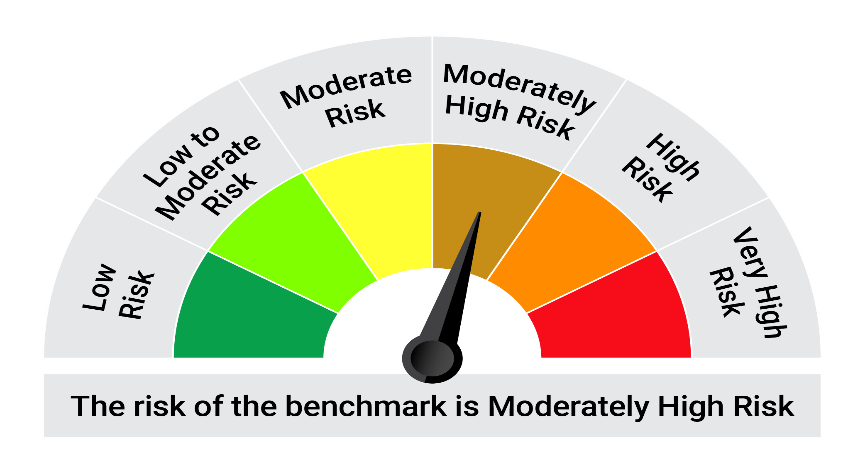 Low
Risk
Low to
Moderate
Risk
Moderate
Risk
Moderately
High Risk
High
Risk
Very High
Risk
The risk of the benchmark is Moderately High Risk